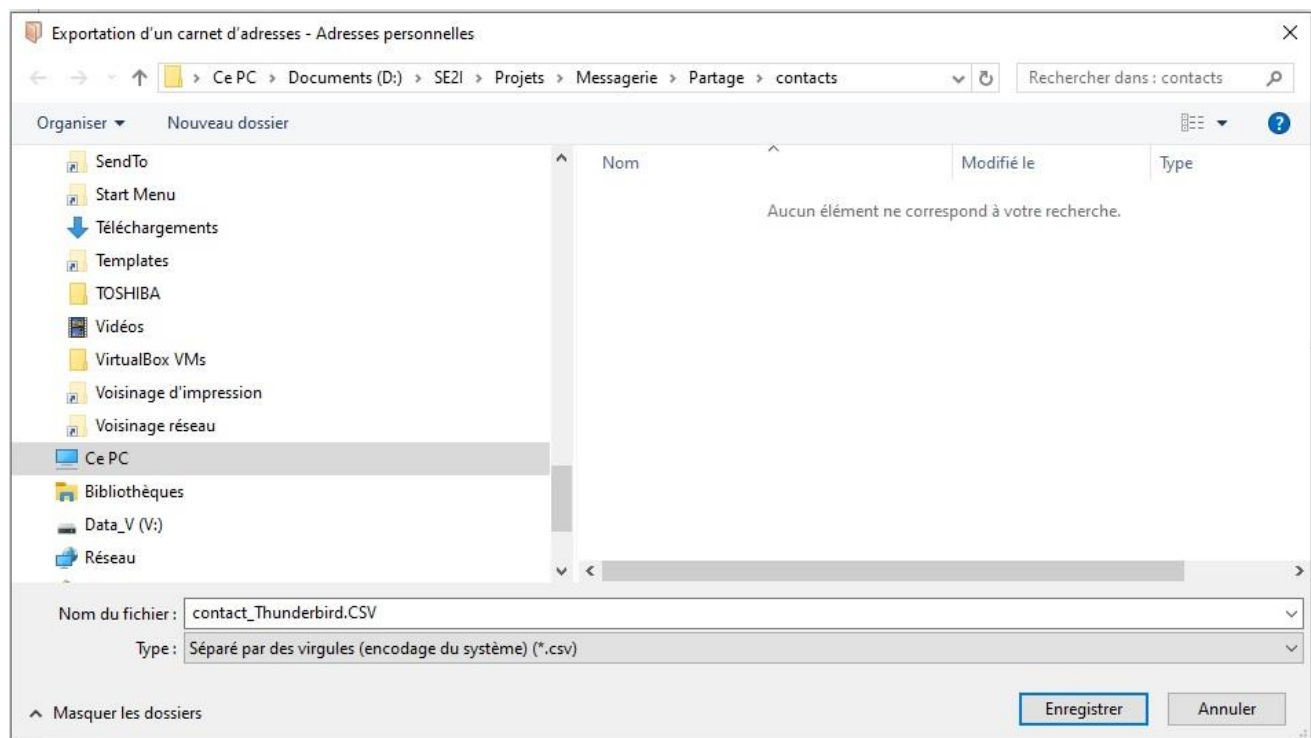 Exportation d'un carnet d'adresses - Adresses personnelles
> Ce PC > Documents (D:) > SE2I > Projets > Messagerie > Partage > contacts
Rechercher dans : contacts
Organiser Nouveau dossier
SendTo
Start Menu
Téléchargements
Templates
TOSHIBA
Vidéos
VirtualBox VMs
Voisinage d'impression
Voisinage réseau
Ce PC
Bibliothèques
Data_V (V:)
Réseau
Nom Modifié le Type
Aucun élément ne correspond à votre recherche.
Nom du fichier : contact_Thunderbird.CSV
Type : Séparé par des virgules (encodage du système) (*.csv)
Masquer les dossiers
Enregistrer Annuler